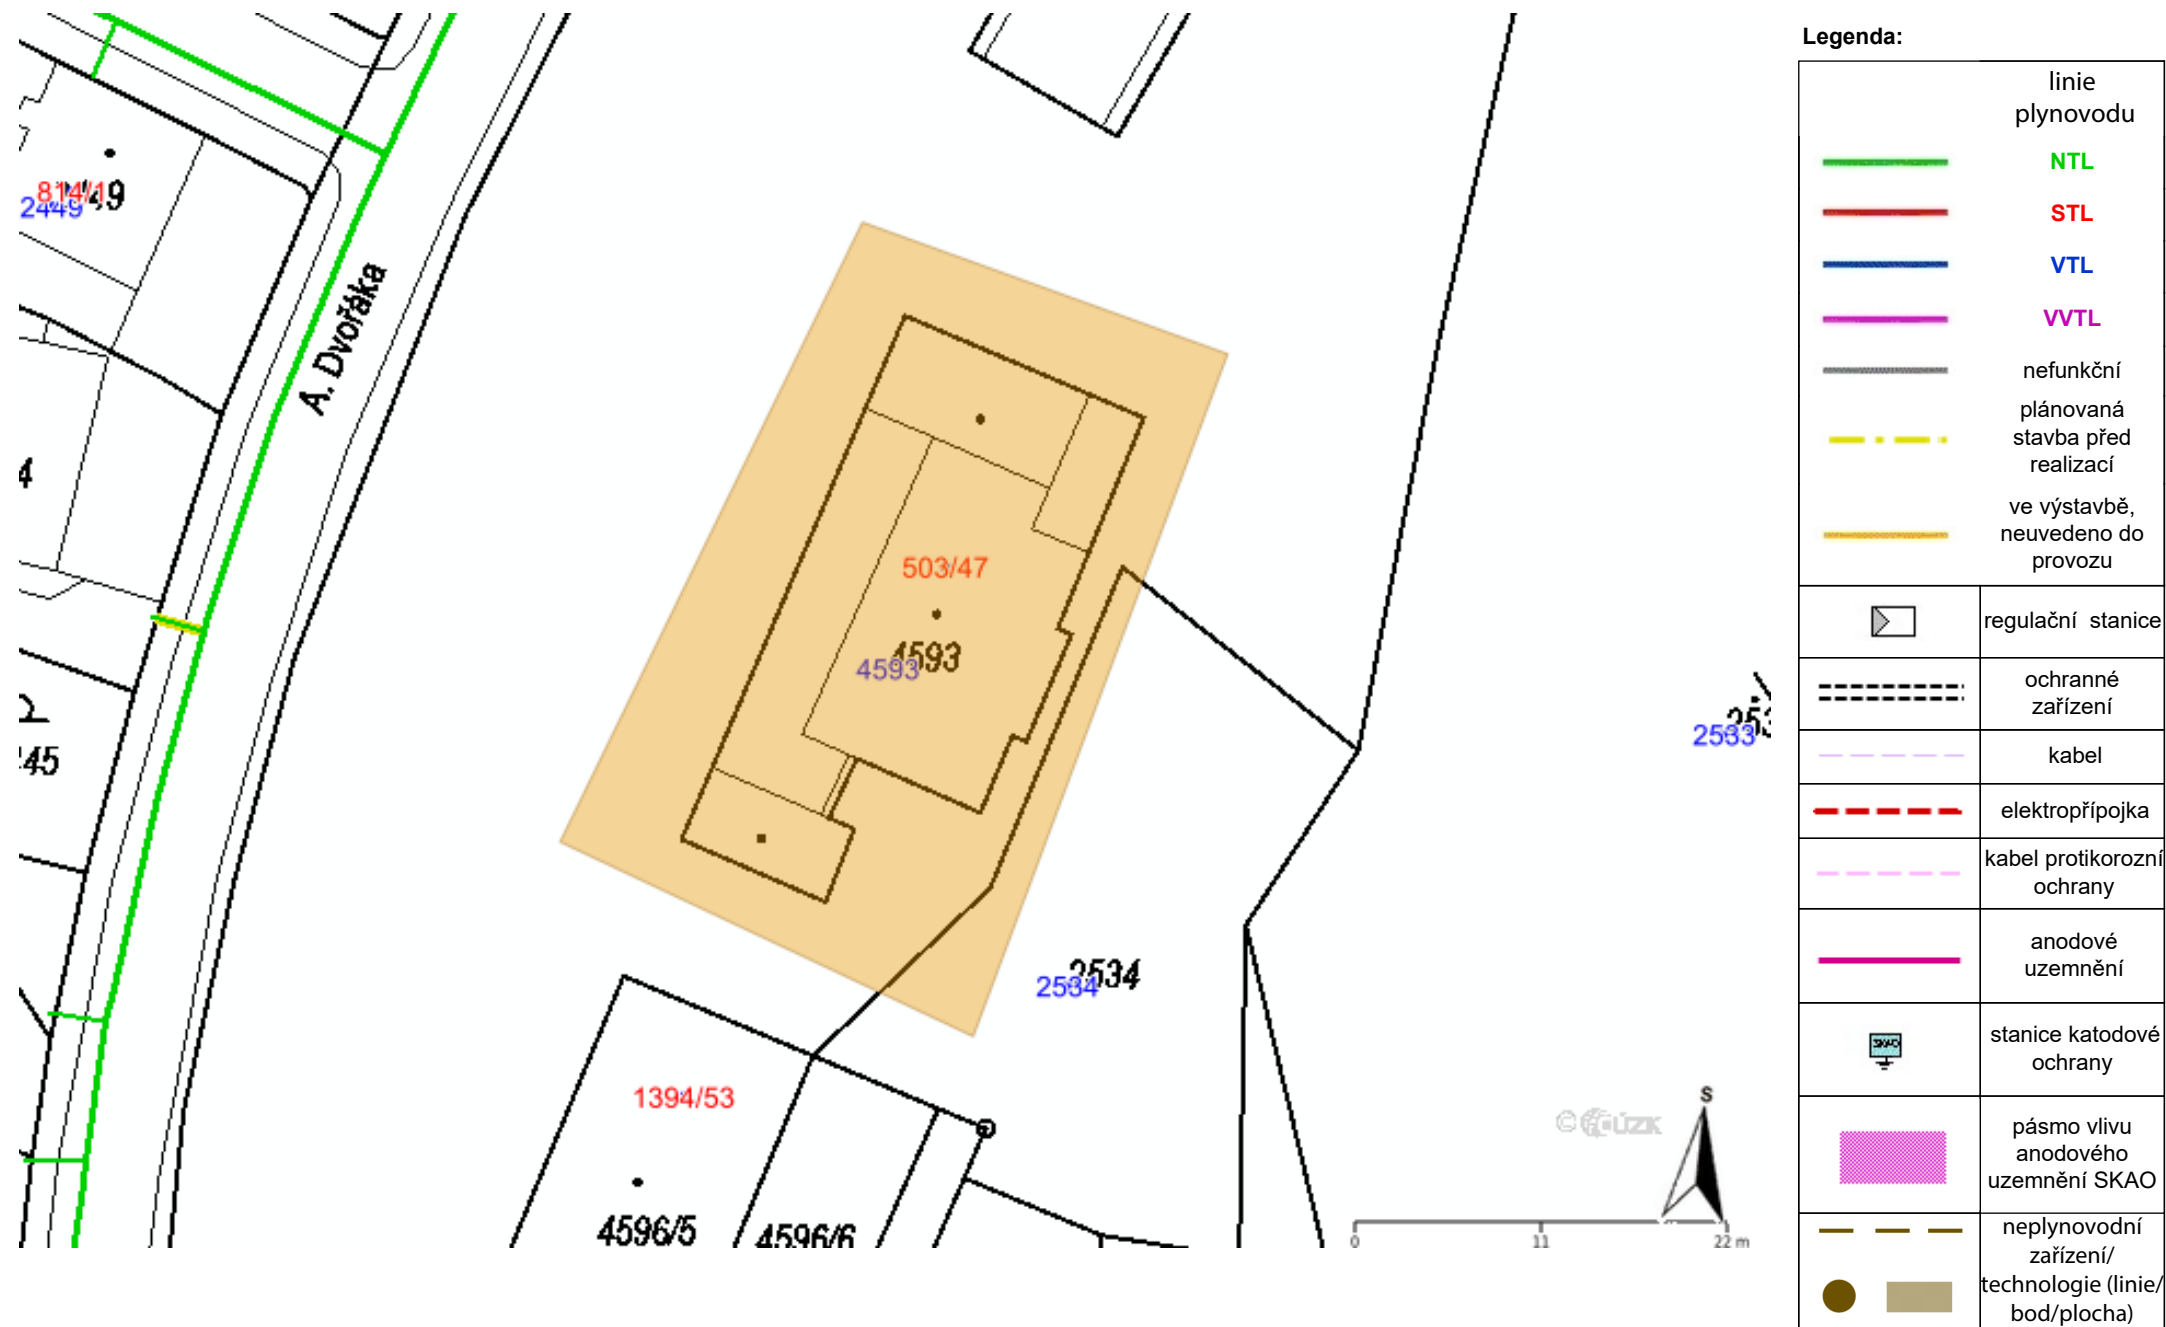 814/1
2449
A. Dvořáka
4
45
503/47
4593
4593
2533
2534
2534
1394/53
4596/5
4596/6
S
0
11
22 m
Legenda:
linie
plynovodu
NTL
STL
VTL
VVTL
nefunkční
plánovaná
stavba před
realizací
ve výstavbě,
neuvedeno do
provozu
regulační stanice
ochranné
zařízení
kabel
elektropřípojka
kabel protikorozní
ochrany
anodové
uzemnění
SKAO
stanice katodové
ochrany
pásmo vlivu
anodového
uzemnění SKAO
neplynovodní
zařízení/
technologie (linie/
bod/plocha)